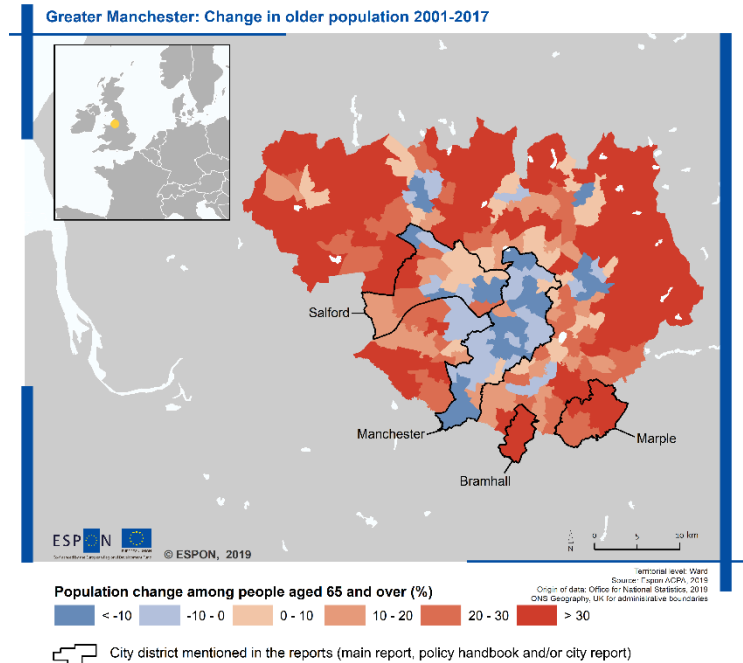 Greater Manchester: Change in older population 2001-2017
Salford
Manchester
Marple
Bramhall
N
0 5 10 km
ESPON
© ESPON, 2019
Territorial level: Ward
Source: Espon ACPA, 2019
Origin of data: Office for National Statistics, 2019
ONS Geography, UK for administrative boundaries
Population change among people aged 65 and over (%)
< -10 -10 - 0 0 - 10 10 - 20 20 - 30 > 30
City district mentioned in the reports (main report, policy handbook and/or city report)